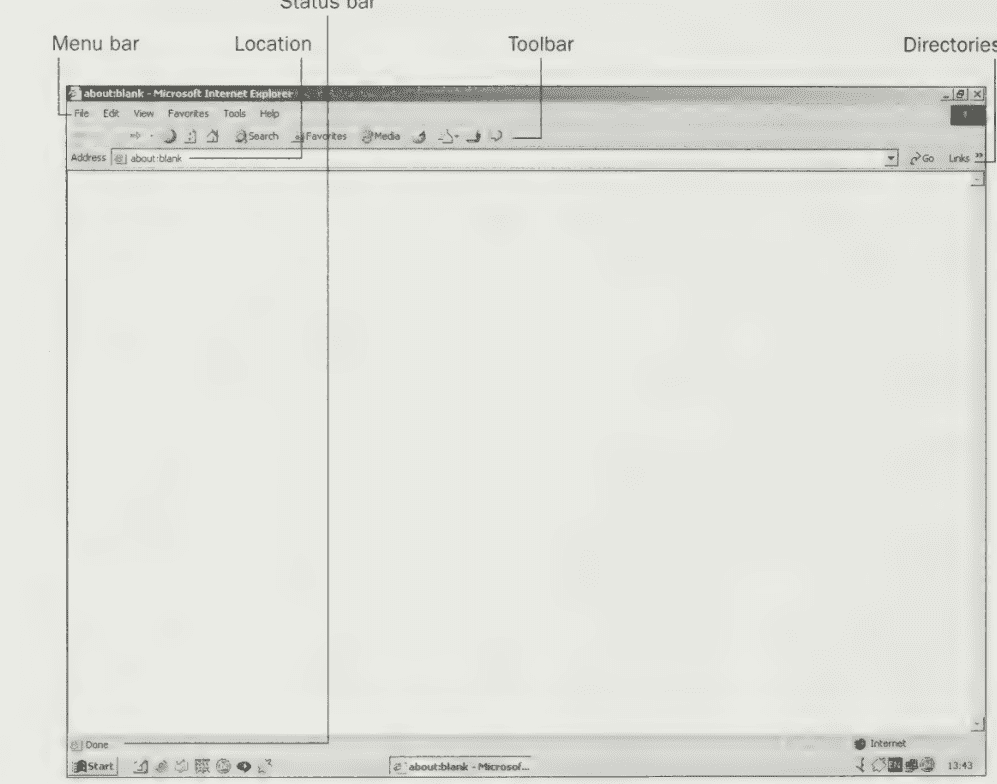 Status bar
Menu bar Location Toolbar Directories
about:blank - Microsoft Internet Explorer
File Edit View Favorites Tools Help
Search Favorites Media
Address about:blank Go Links »
Done Internet
Start about:blank - Microsof... EN 13:43